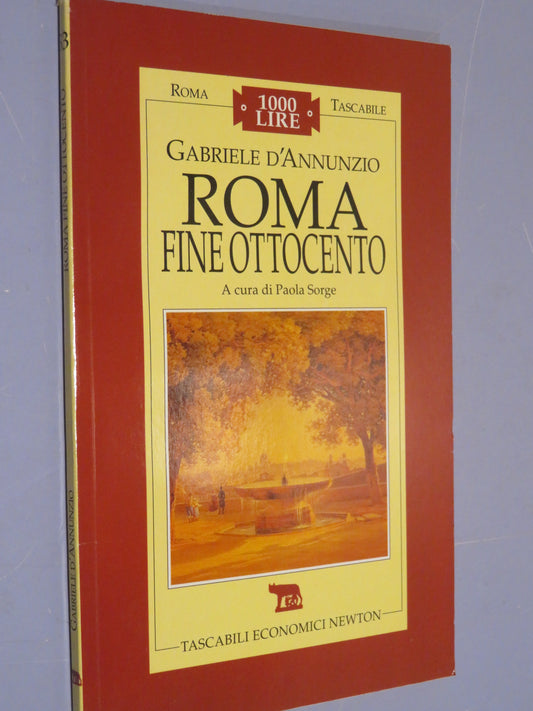 ROMA
1000
LIRE
TASCABILE
GABRIELE D'ANNUNZIO
ROMA
FINE OTTOCENTO
A cura di Paola Sorge
TASCABILI ECONOMICI NEWTON
3
ROMA FINE OTTOCENTO
GABRIELE D'ANNUNZIO